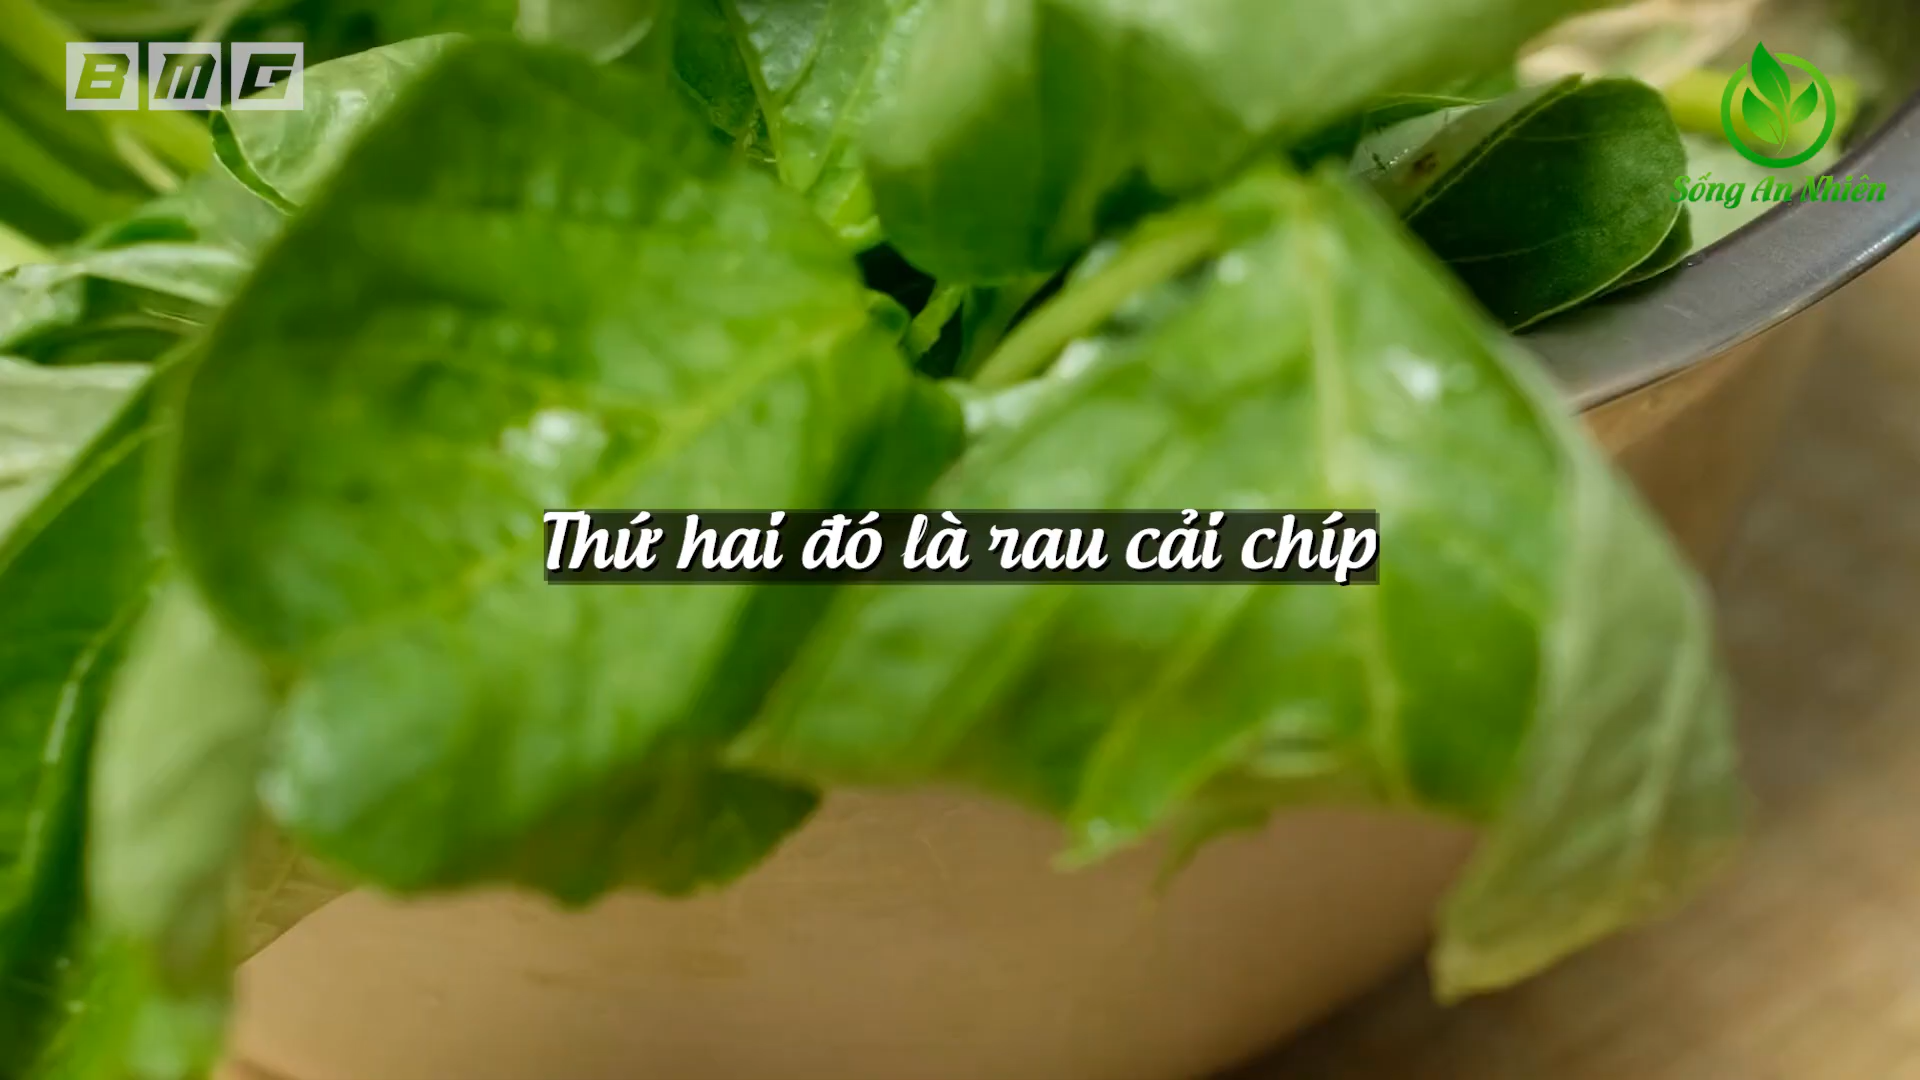 BMG
Sống An Nhiên
Thứ hai đó là rau cải chíp